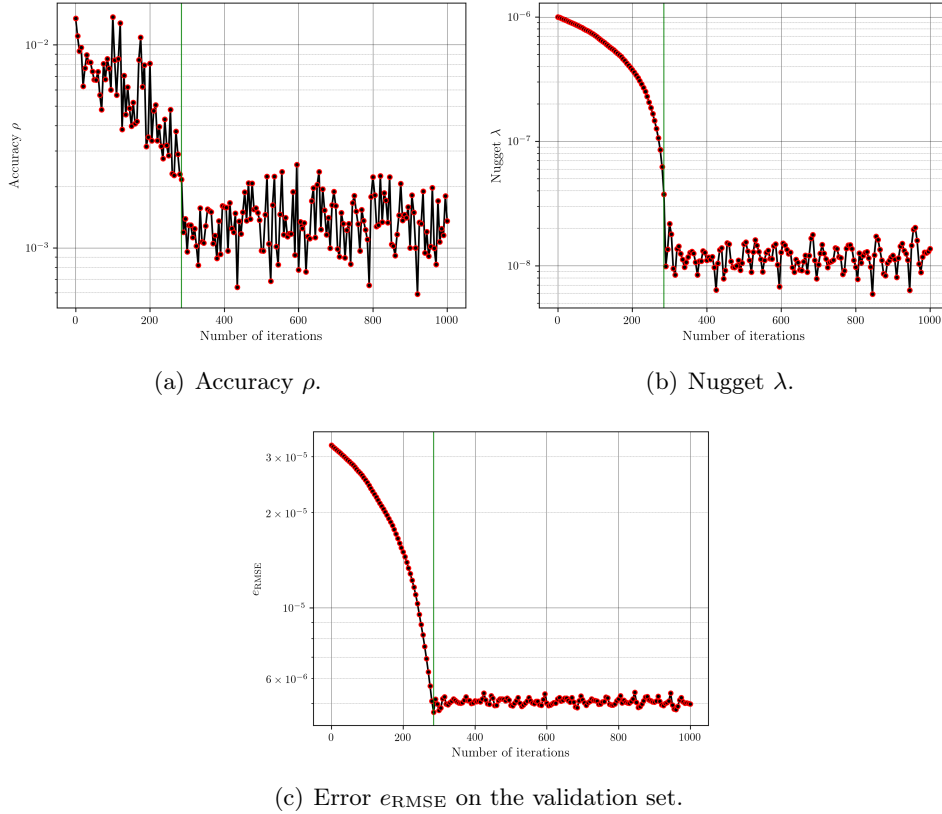 10⁻²
10⁻³
Accuracy ρ
0
200
400
600
800
1000
Number of iterations
(a) Accuracy ρ.
10⁻⁶
10⁻⁷
10⁻⁸
Nugget λ
0
200
400
600
800
1000
Number of iterations
(b) Nugget λ.
3 × 10⁻⁵
2 × 10⁻⁵
10⁻⁵
6 × 10⁻⁶
e_RMSE
0
200
400
600
800
1000
Number of iterations
(c) Error e_RMSE on the validation set.